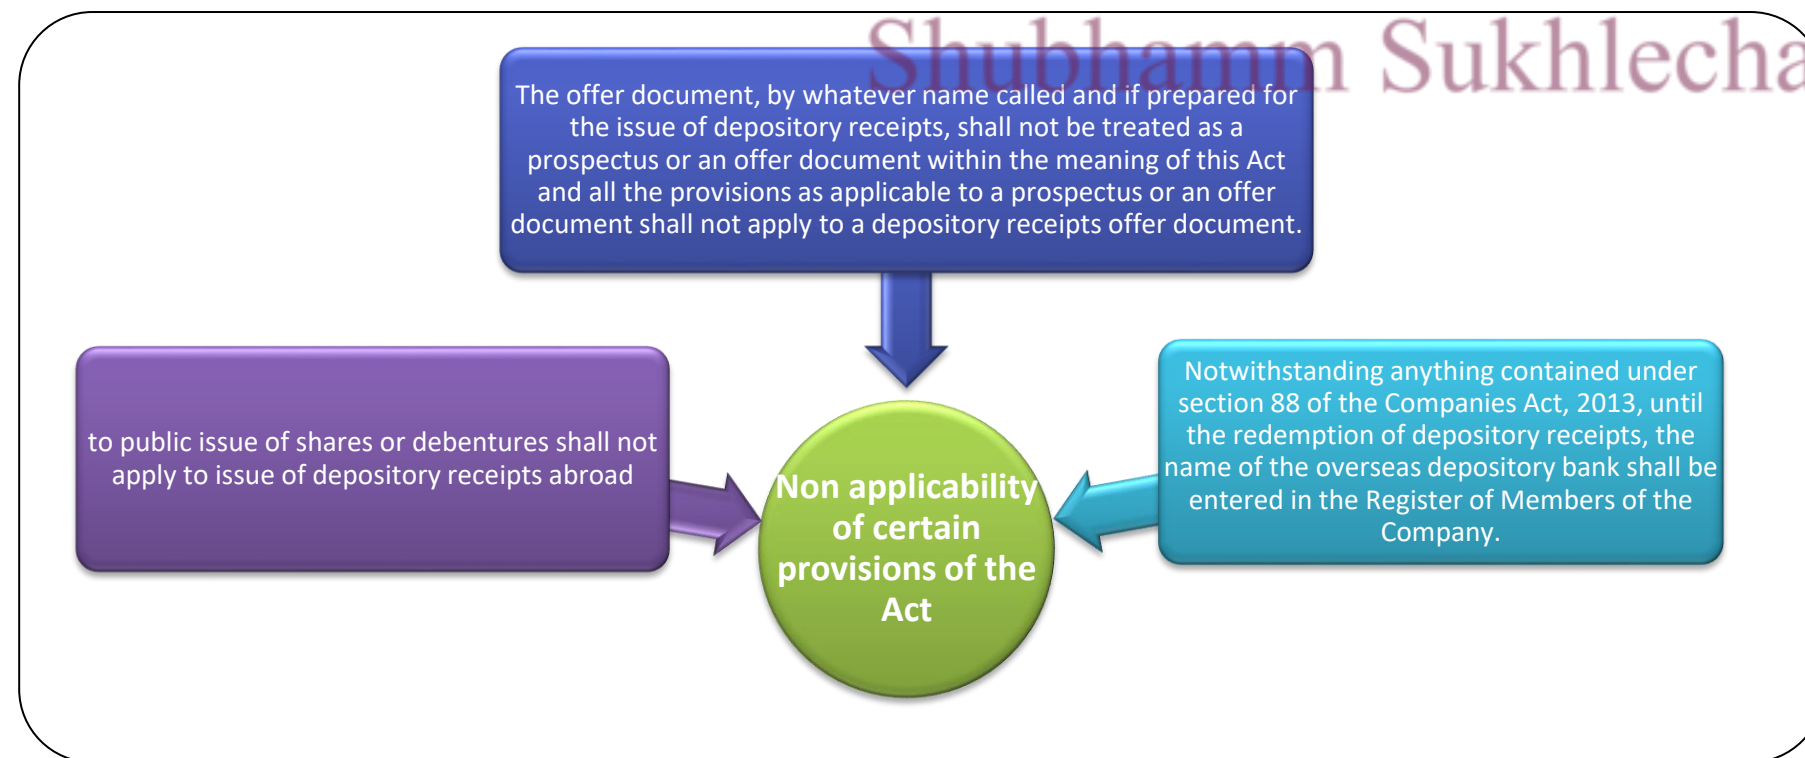 Shubhamm Sukhlecha
The offer document, by whatever name called and if prepared for
the issue of depository receipts, shall not be treated as a
prospectus or an offer document within the meaning of this Act
and all the provisions as applicable to a prospectus or an offer
document shall not apply to a depository receipts offer document.
to public issue of shares or debentures shall not
apply to issue of depository receipts abroad
Non applicability
of certain
provisions of the
Act
Notwithstanding anything contained under
section 88 of the Companies Act, 2013, until
the redemption of depository receipts, the
name of the overseas depository bank shall be
entered in the Register of Members of the
Company.